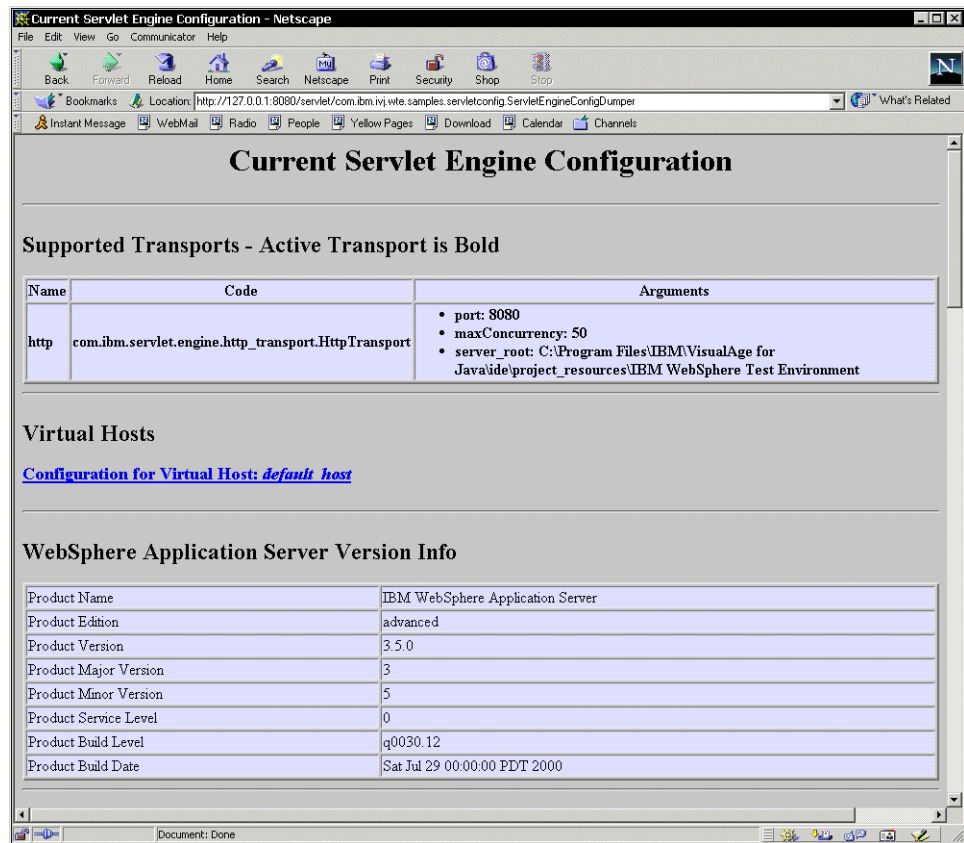 Current Servlet Engine Configuration - Netscape
File Edit View Go Communicator Help
My
Back Forward Reload Home Search Netscape Print Security Shop Stop
N
Bookmarks Location: http://127.0.0.1:8080/servlet/com.ibm.ivj.wte.samples.servletconfig.ServletEngineConfigDumper What's Related
Instant Message WebMail Radio People Yellow Pages Download Calendar Channels
Current Servlet Engine Configuration
Supported Transports - Active Transport is Bold
Name Code Arguments
http com.ibm.servlet.engine.http_transport.HttpTransport
• port: 8080
• maxConcurrency: 50
• server_root: C:\Program Files\IBM\VisualAge for
Java\ide\project_resources\IBM WebSphere Test Environment
Virtual Hosts
Configuration for Virtual Host: default_host
WebSphere Application Server Version Info
Product Name IBM WebSphere Application Server
Product Edition advanced
Product Version 3.5.0
Product Major Version 3
Product Minor Version 5
Product Service Level 0
Product Build Level q0030.12
Product Build Date Sat Jul 29 00:00:00 PDT 2000
Document: Done